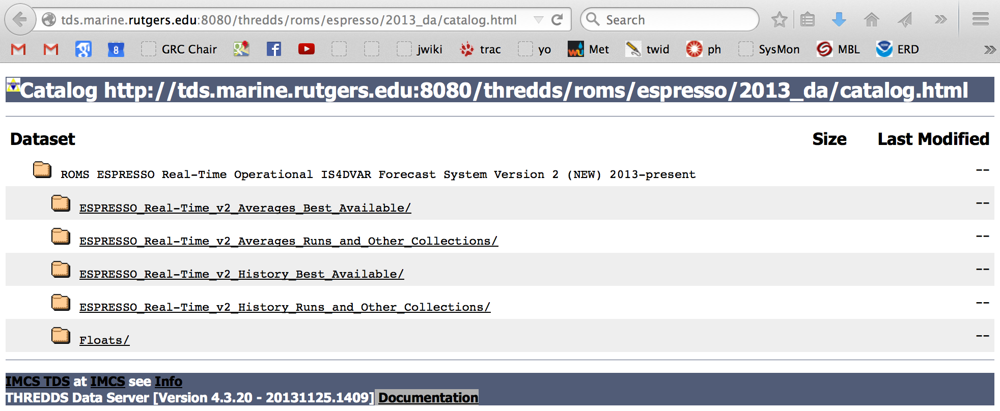 tds.marine.rutgers.edu:8080/thredds/roms/espresso/2013_da/catalog.html
Search
8 GRC Chair jwiki trac yo Met twid ph SysMon MBL ERD
Catalog http://tds.marine.rutgers.edu:8080/thredds/roms/espresso/2013_da/catalog.html
Dataset Size Last Modified
ROMS ESPRESSO Real-Time Operational IS4DVAR Forecast System Version 2 (NEW) 2013-present --
ESPRESSO_Real-Time_v2_Averages_Best_Available/ --
ESPRESSO_Real-Time_v2_Averages_Runs_and_Other_Collections/ --
ESPRESSO_Real-Time_v2_History_Best_Available/ --
ESPRESSO_Real-Time_v2_History_Runs_and_Other_Collections/ --
Floats/ --
IMCS TDS at IMCS see Info
THREDDS Data Server [Version 4.3.20 - 20131125.1409] Documentation